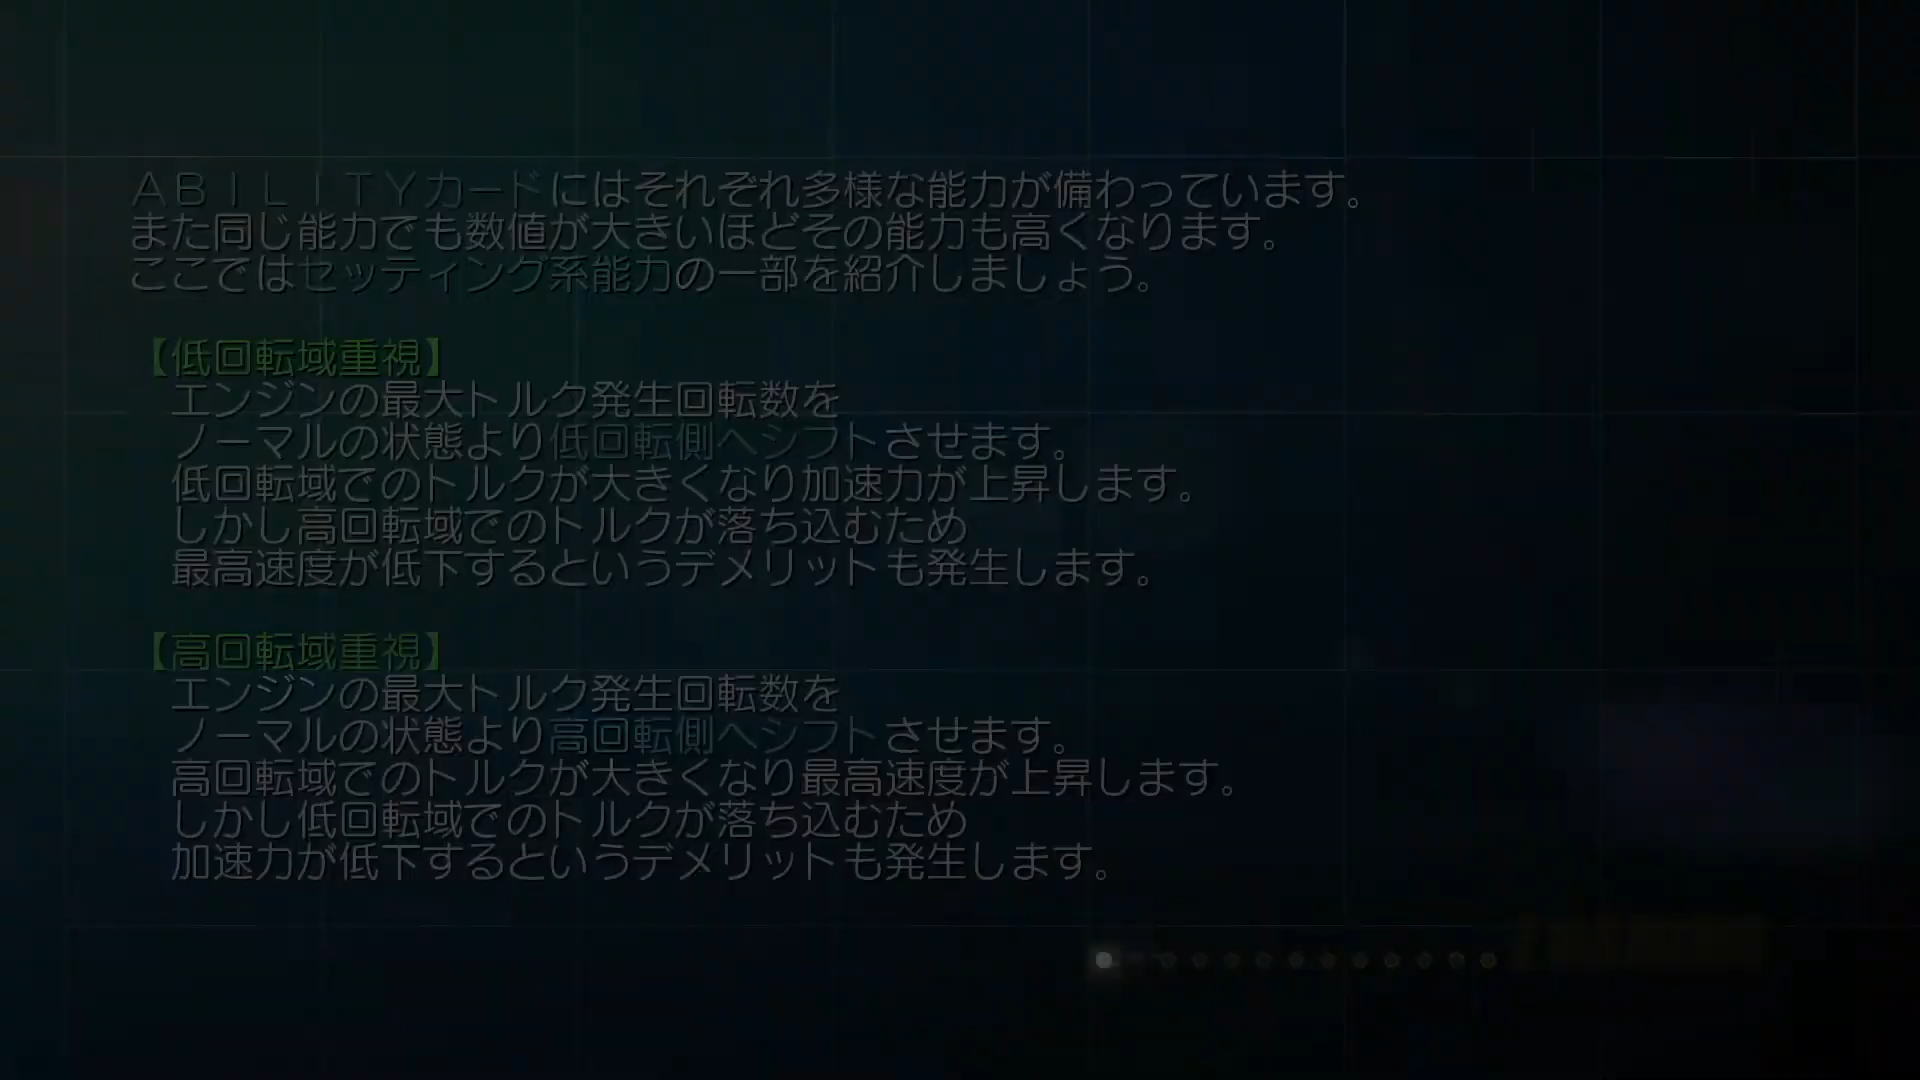 ABILITYカードにはそれぞれ多様な能力が備わっています。
また同じ能力でも数値が大きいほどその能力も高くなります。
ここではセッティング系能力の一部を紹介しましょう。
【低回転域重視】
エンジンの最大トルク発生回転数を
ノーマルの状態より低回転側へシフトさせます。
低回転域でのトルクが大きくなり加速力が上昇します。
しかし高回転域でのトルクが落ち込むため
最高速度が低下するというデメリットも発生します。
【高回転域重視】
エンジンの最大トルク発生回転数を
ノーマルの状態より高回転側へシフトさせます。
高回転域でのトルクが大きくなり最高速度が上昇します。
しかし低回転域でのトルクが落ち込むため
加速力が低下するというデメリットも発生します。